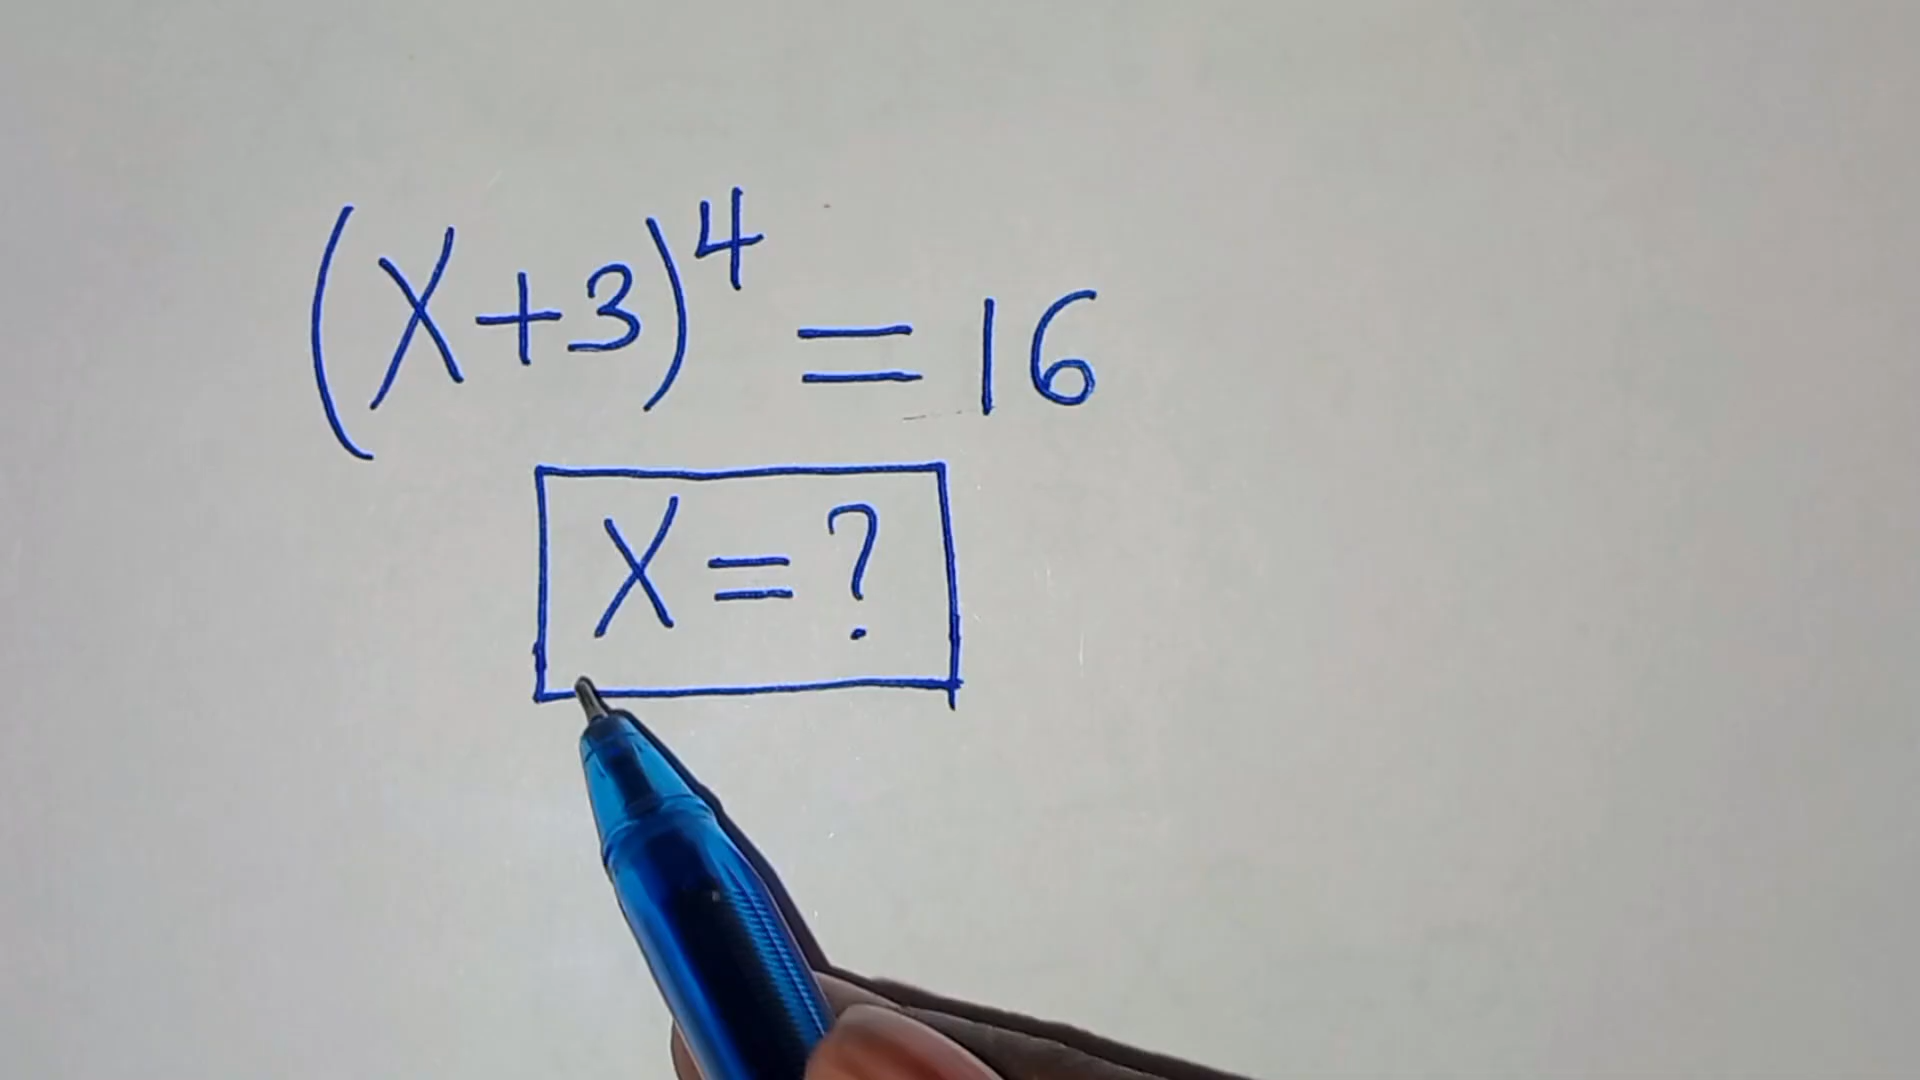 (X+3)⁴ = 16
X = ?